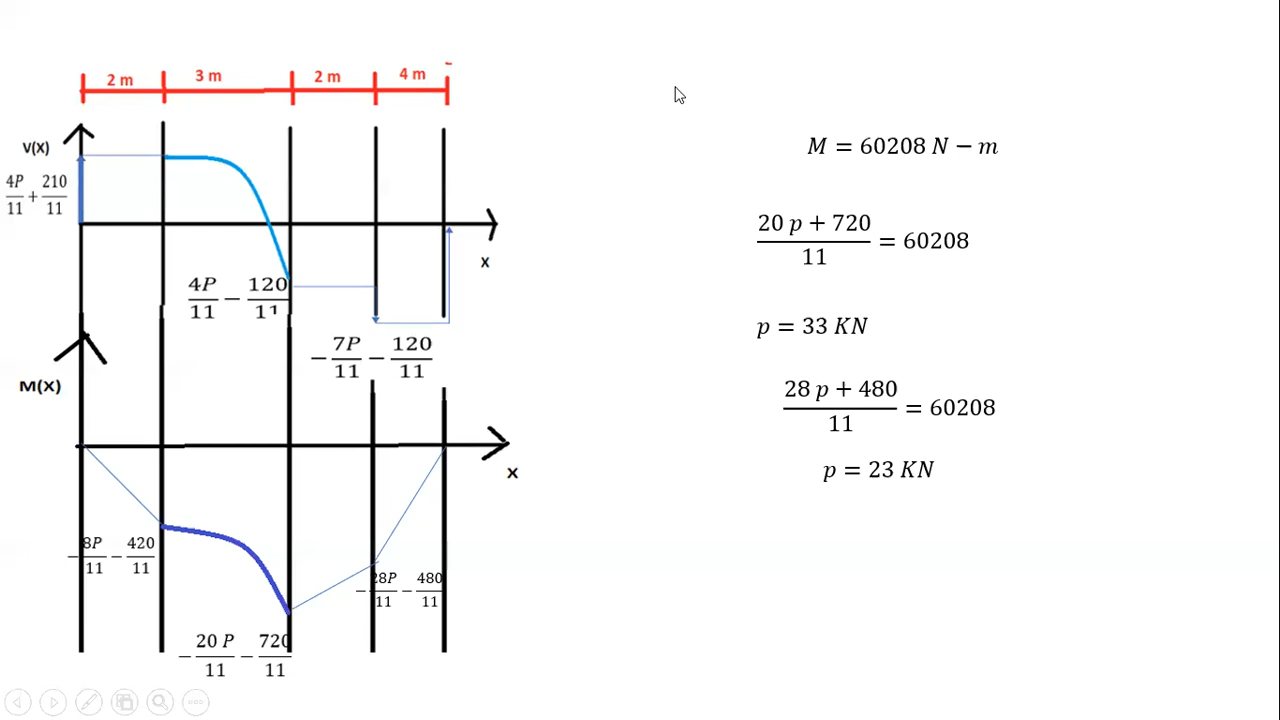 2 m 3 m 2 m 4 m
V(X)
4P/11 + 210/11
X
4P/11 − 120/11
−7P/11 − 120/11
M(X)
X
−8P/11 − 420/11
−28P/11 − 480/11
−20 P/11 − 720/11
M = 60208 N − m
(20 p + 720)/11 = 60208
p = 33 KN
(28 p + 480)/11 = 60208
p = 23 KN